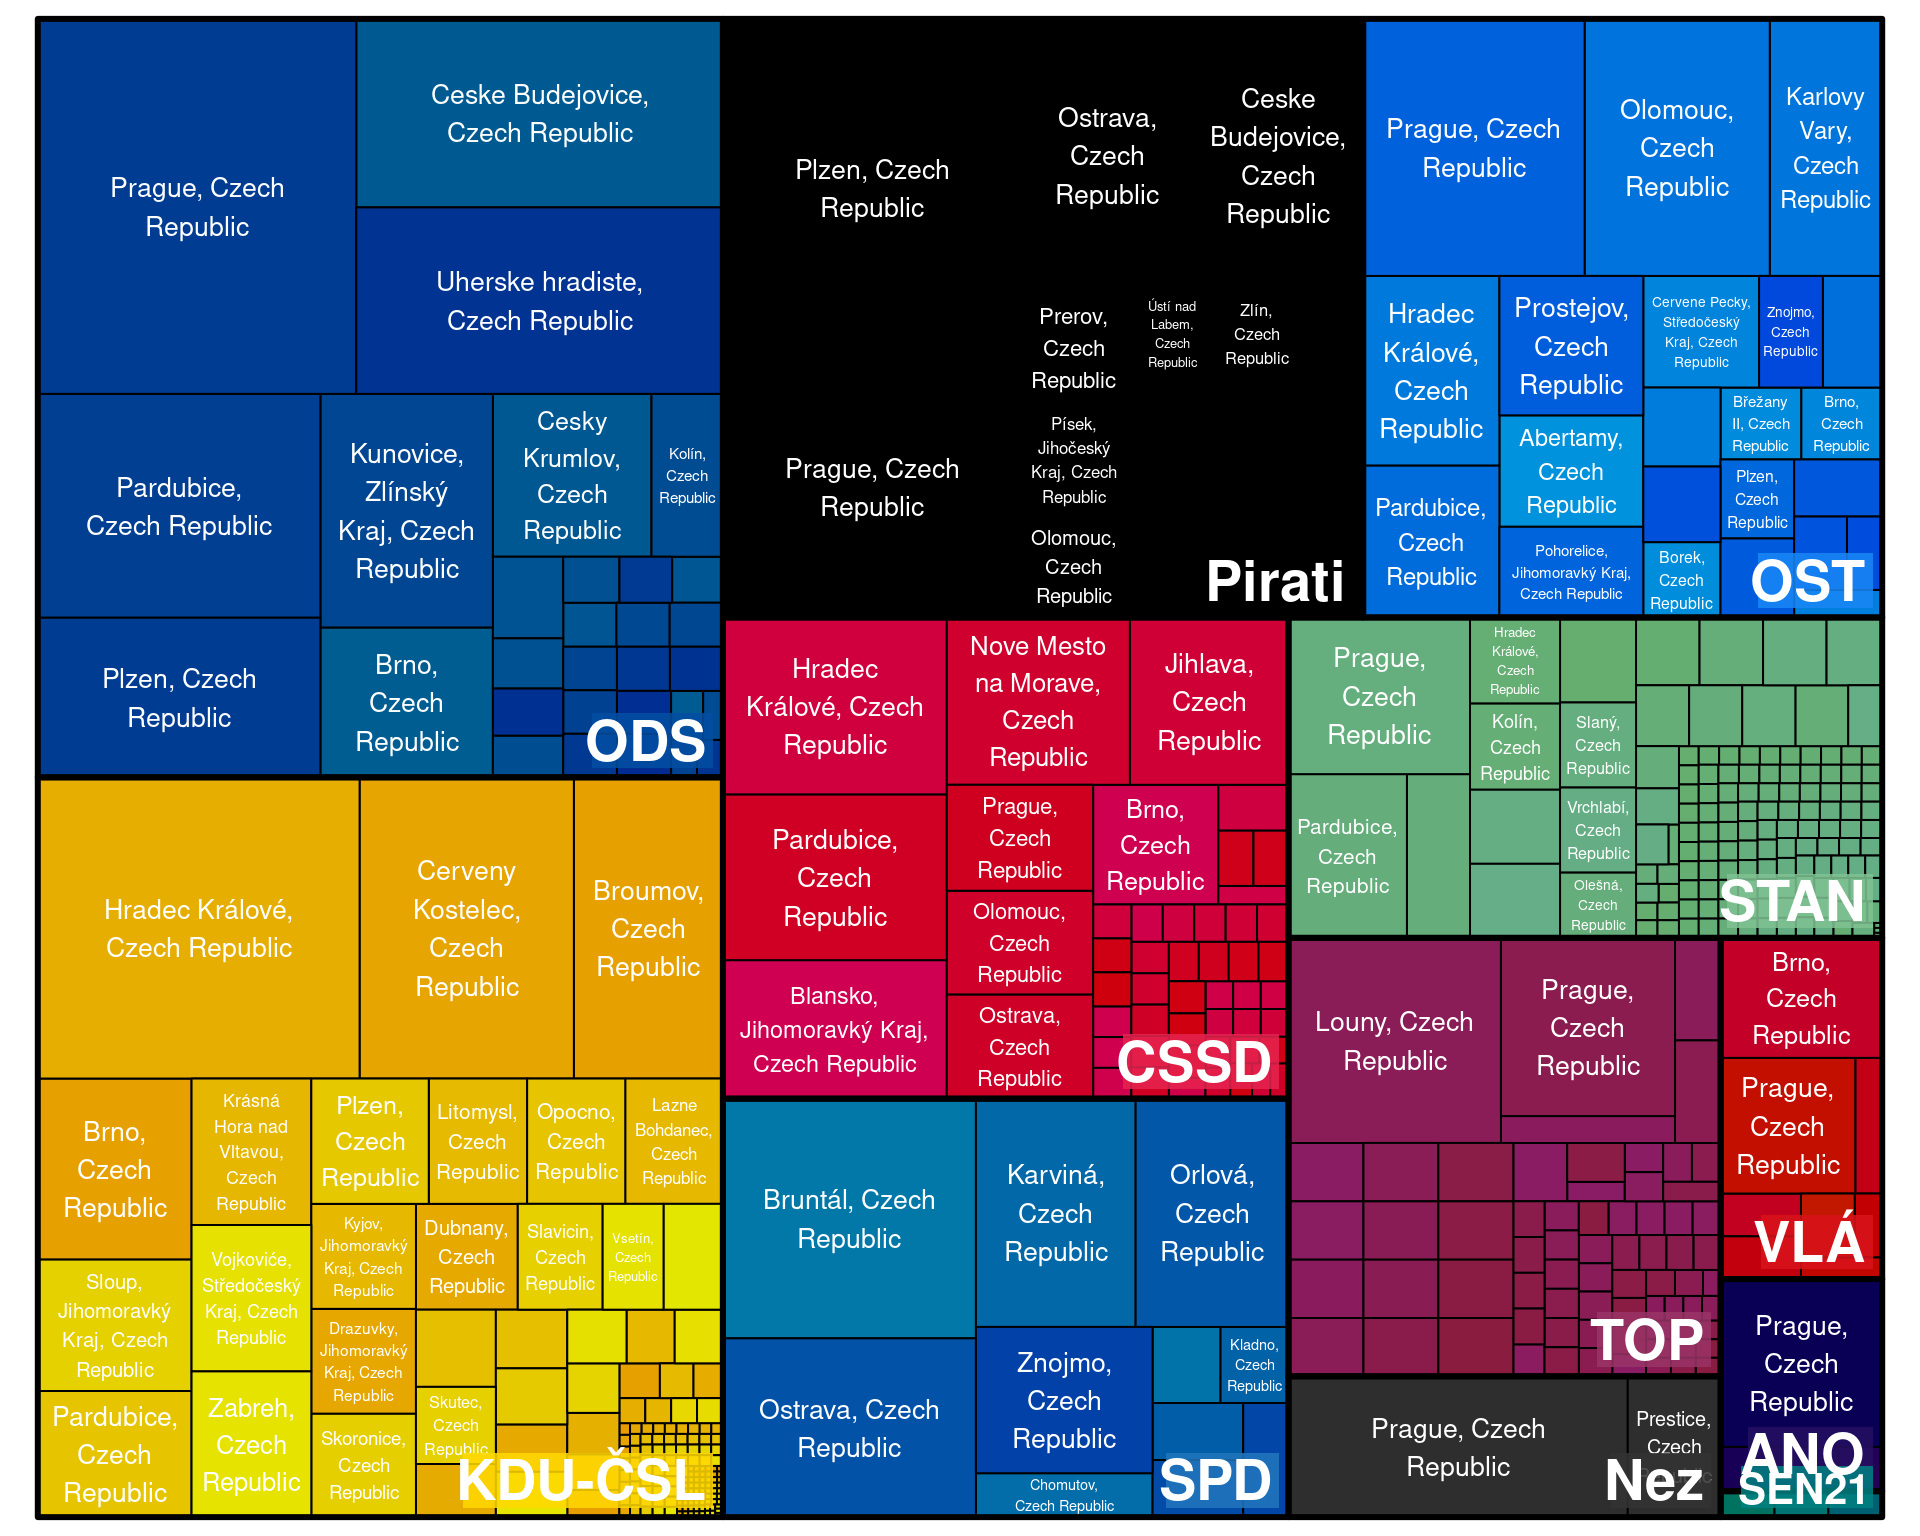 Prague, Czech
Republic
Ceske Budejovice,
Czech Republic
Uherske hradiste,
Czech Republic
Pardubice,
Czech Republic
Plzen, Czech
Republic
Kunovice,
Zlínský
Kraj, Czech
Republic
Brno,
Czech
Republic
Cesky
Krumlov,
Czech
Republic
Kolín,
Czech
Republic
ODS
Plzen, Czech
Republic
Prague, Czech
Republic
Ostrava,
Czech
Republic
Ceske
Budejovice,
Czech
Republic
Prerov,
Czech
Republic
Ústí nad
Labem,
Czech
Republic
Zlín,
Czech
Republic
Písek,
Jihočeský
Kraj, Czech
Republic
Olomouc,
Czech
Republic
Pirati
Prague, Czech
Republic
Olomouc,
Czech
Republic
Karlovy
Vary,
Czech
Republic
Hradec
Králové,
Czech
Republic
Pardubice,
Czech
Republic
Prostejov,
Czech
Republic
Abertamy,
Czech
Republic
Pohorelice,
Jihomoravký Kraj,
Czech Republic
Cervene Pecky,
Středočeský
Kraj, Czech
Republic
Znojmo,
Czech
Republic
Břežany
II, Czech
Republic
Brno,
Czech
Republic
Plzen,
Czech
Republic
Borek,
Czech
Republic
OST
Hradec Králové,
Czech Republic
Cerveny
Kostelec,
Czech
Republic
Broumov,
Czech
Republic
Brno,
Czech
Republic
Sloup,
Jihomoravký
Kraj, Czech
Republic
Pardubice,
Czech
Republic
Krásná
Hora nad
Vltavou,
Czech
Republic
Vojkoviće,
Středočeský
Kraj, Czech
Republic
Zabreh,
Czech
Republic
Plzen,
Czech
Republic
Litomysl,
Czech
Republic
Opocno,
Czech
Republic
Lazne
Bohdanec,
Czech
Republic
Kyjov,
Jihomoravký
Kraj, Czech
Republic
Drazuvky,
Jihomoravký
Kraj, Czech
Republic
Skoronice,
Czech
Republic
Dubnany,
Czech
Republic
Slavicin,
Czech
Republic
Vsetín,
Czech
Republic
Skutec,
Czech
Republic
KDU-ČSL
Hradec
Králové, Czech
Republic
Pardubice,
Czech
Republic
Blansko,
Jihomoravký Kraj,
Czech Republic
Nove Mesto
na Morave,
Czech
Republic
Jihlava,
Czech
Republic
Prague,
Czech
Republic
Olomouc,
Czech
Republic
Ostrava,
Czech
Republic
Brno,
Czech
Republic
CSSD
Bruntál, Czech
Republic
Ostrava, Czech
Republic
Karviná,
Czech
Republic
Orlová,
Czech
Republic
Znojmo,
Czech
Republic
Chomutov,
Czech Republic
Kladno,
Czech
Republic
SPD
Prague,
Czech
Republic
Pardubice,
Czech
Republic
Hradec
Králové,
Czech
Republic
Kolín,
Czech
Republic
Slaný,
Czech
Republic
Vrchlabí,
Czech
Republic
Olešná,
Czech
Republic
STAN
Louny, Czech
Republic
Prague,
Czech
Republic
TOP
Brno,
Czech
Republic
Prague,
Czech
Republic
VLÁ
Prague, Czech
Republic
Prestice,
Czech
Nez
Prague,
Czech
Republic
ANO
SEN21